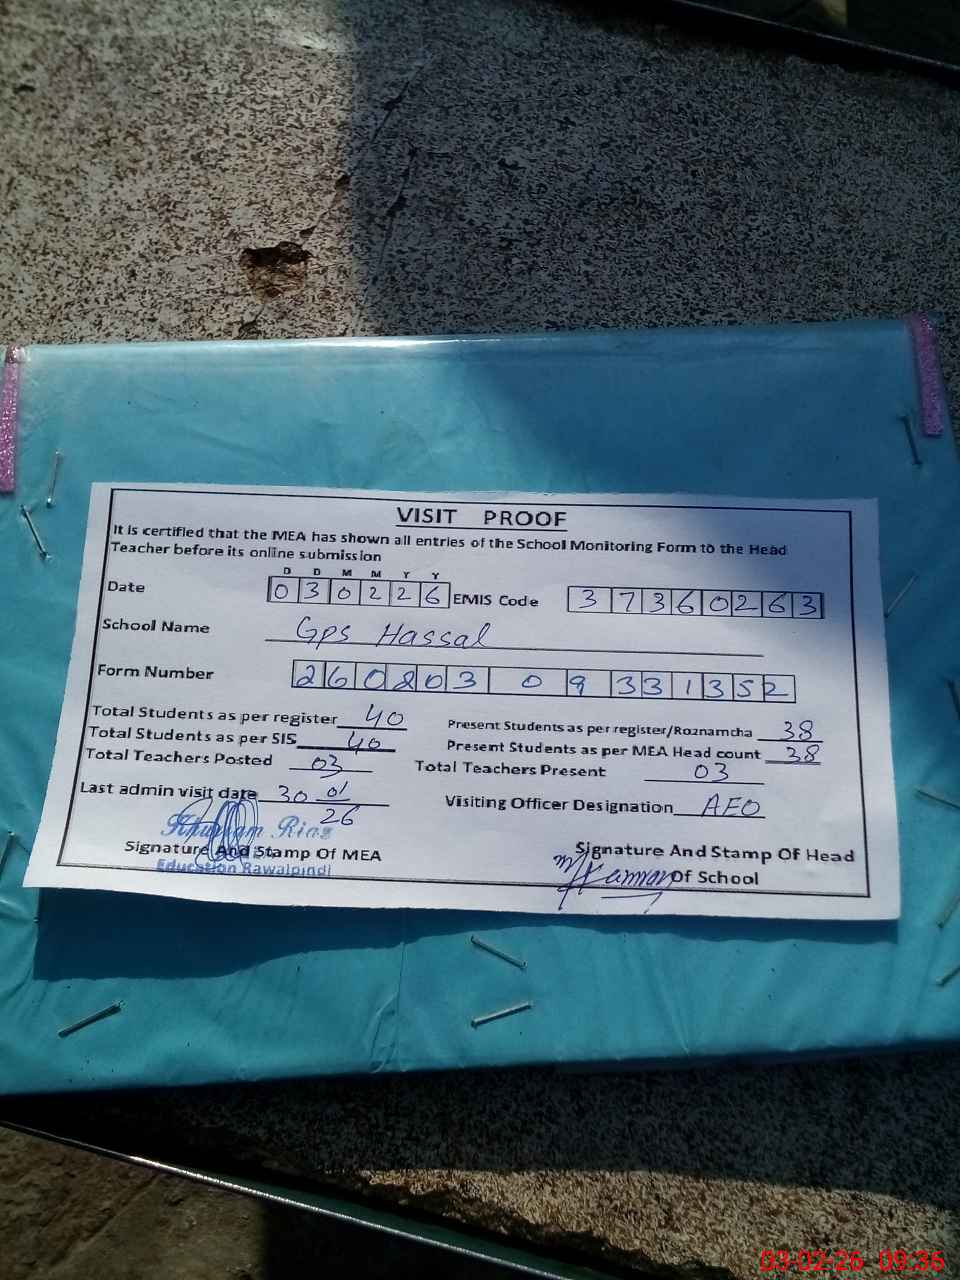 VISIT PROOF
It is certified that the MEA has shown all entries of the School Monitoring Form to the Head
Teacher before its online submission
D D M M Y Y
Date 0 3 0 2 2 6 EMIS Code 3 7 3 6 0 2 6 3
School Name Gps Hassal
Form Number 2 6 0 2 0 3 0 9 3 3 1 3 5 2
Total Students as per register 40 Present Students as per register/Roznamcha 38
Total Students as per SIS 40 Present Students as per MEA Head count 38
Total Teachers Posted 03 Total Teachers Present 03
Last admin visit date 30 01 26 Visiting Officer Designation AEO
Khurram Riaz
Signature And Stamp Of MEA Signature And Stamp Of Head
Education Rawalpindi Of School
03-02-26 09:36